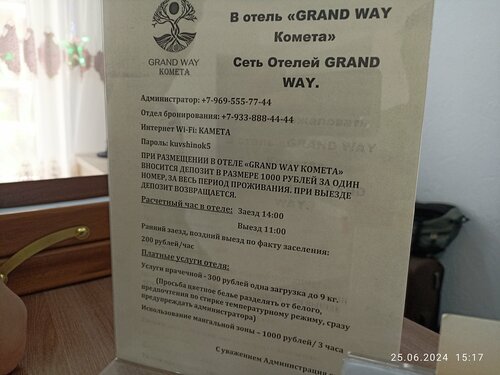 GRAND WAY
КОМЕТА
В отель «GRAND WAY
Комета»
Сеть Отелей GRAND
WAY.
Администратор: +7-969-555-77-44
Отдел бронирования: +7-933-888-44-44
Интернет Wi-Fi: KAMETA
Пароль: kuvshinok5
ПРИ РАЗМЕЩЕНИИ В ОТЕЛЕ «GRAND WAY КОМЕТА»
ВНОСИТСЯ ДЕПОЗИТ В РАЗМЕРЕ 1000 РУБЛЕЙ ЗА ОДИН
НОМЕР, ЗА ВЕСЬ ПЕРИОД ПРОЖИВАНИЯ. ПРИ ВЫЕЗДЕ
ДЕПОЗИТ ВОЗВРАЩАЕТСЯ.
Расчетный час в отеле: Заезд 14:00
Выезд 11:00
Ранний заезд, поздний выезд по факту заселения:
200 рублей/час
Платные услуги отеля:
Услуги врачечной – 300 рублей одна загрузка до 9 кг.
(Просьба цветное белье разделять от белого,
предпочтения по стирке температурному режиму, сразу
предупреждать администратора)
Использование мангальной зоны – 1000 рублей/ 3 часа
С уважением Администрация
25.06.2024 15:17